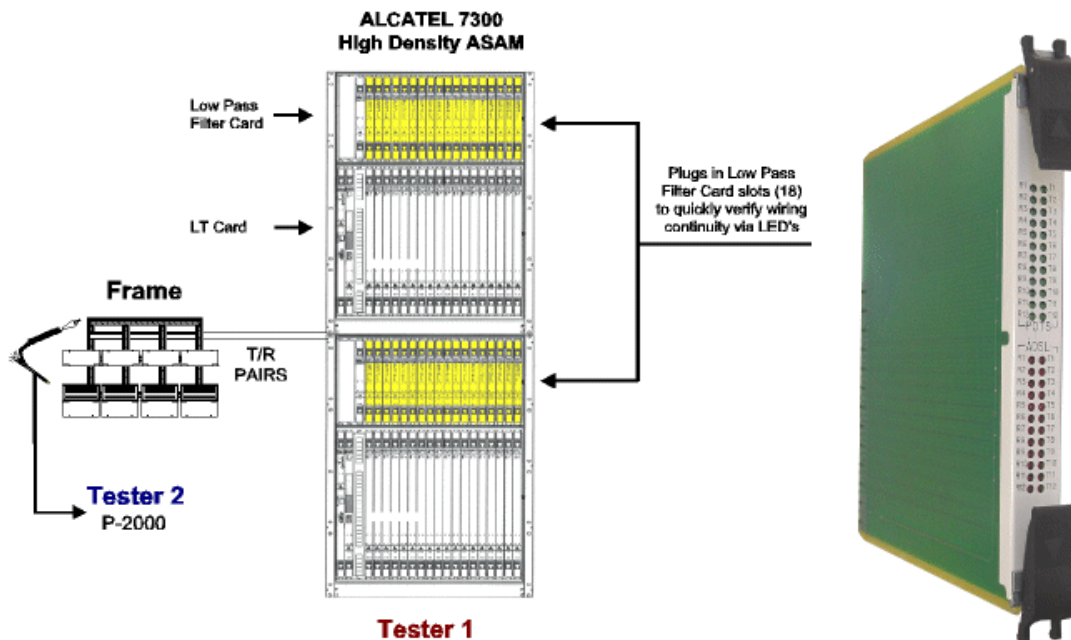 ALCATEL 7300
High Density ASAM
Low Pass
Filter Card
LT Card
Plugs in Low Pass
Filter Card slots (18)
to quickly verify wiring
continuity via LED's
Frame
T/R
PAIRS
Tester 2
P-2000
Tester 1
POTS
ADSL